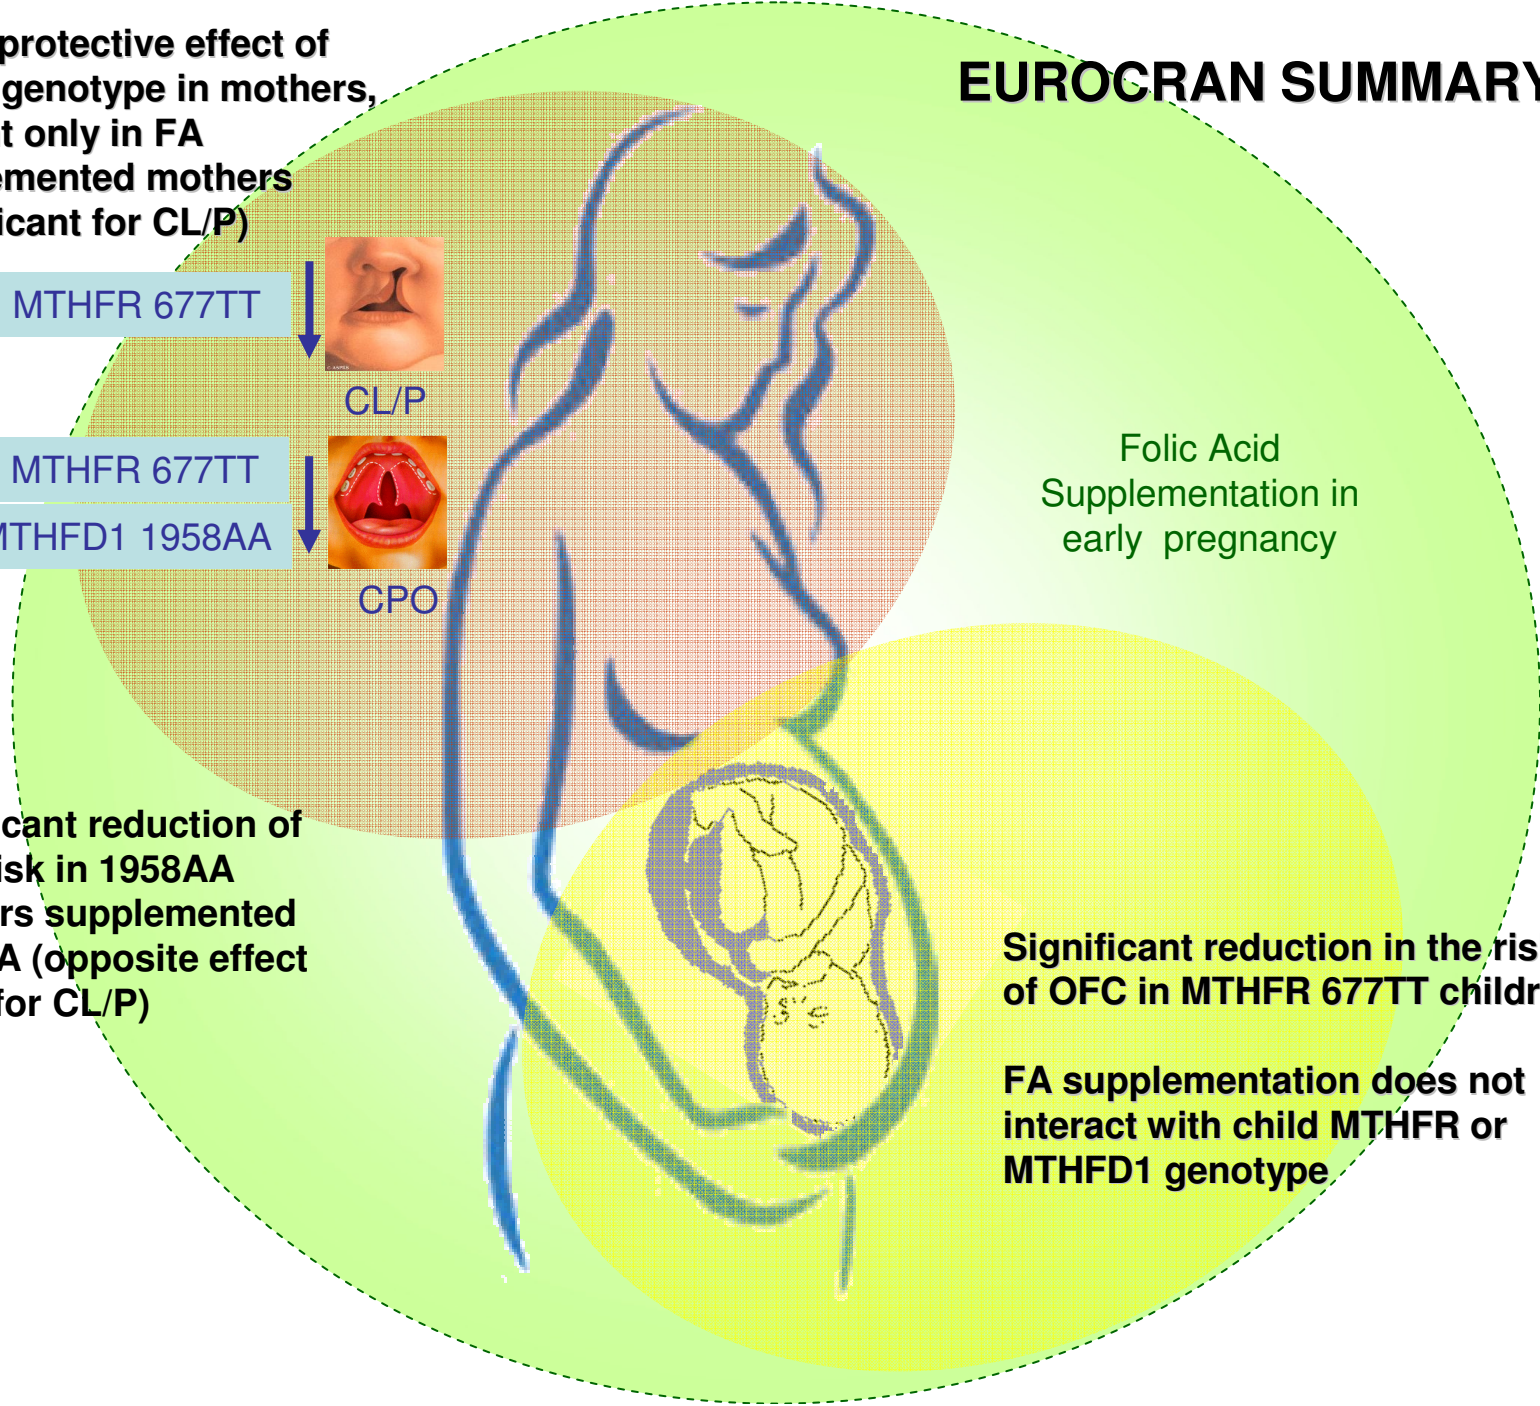 protective effect of
genotype in mothers,
t only in FA
emented mothers
icant for CL/P)
EUROCRAN SUMMARY
MTHFR 677TT
CL/P
MTHFR 677TT
MTHFD1 1958AA
CPO
Folic Acid
Supplementation in
early pregnancy
cant reduction of
isk in 1958AA
rs supplemented
A (opposite effect
for CL/P)
Significant reduction in the ris
of OFC in MTHFR 677TT childr
FA supplementation does not
interact with child MTHFR or
MTHFD1 genotype